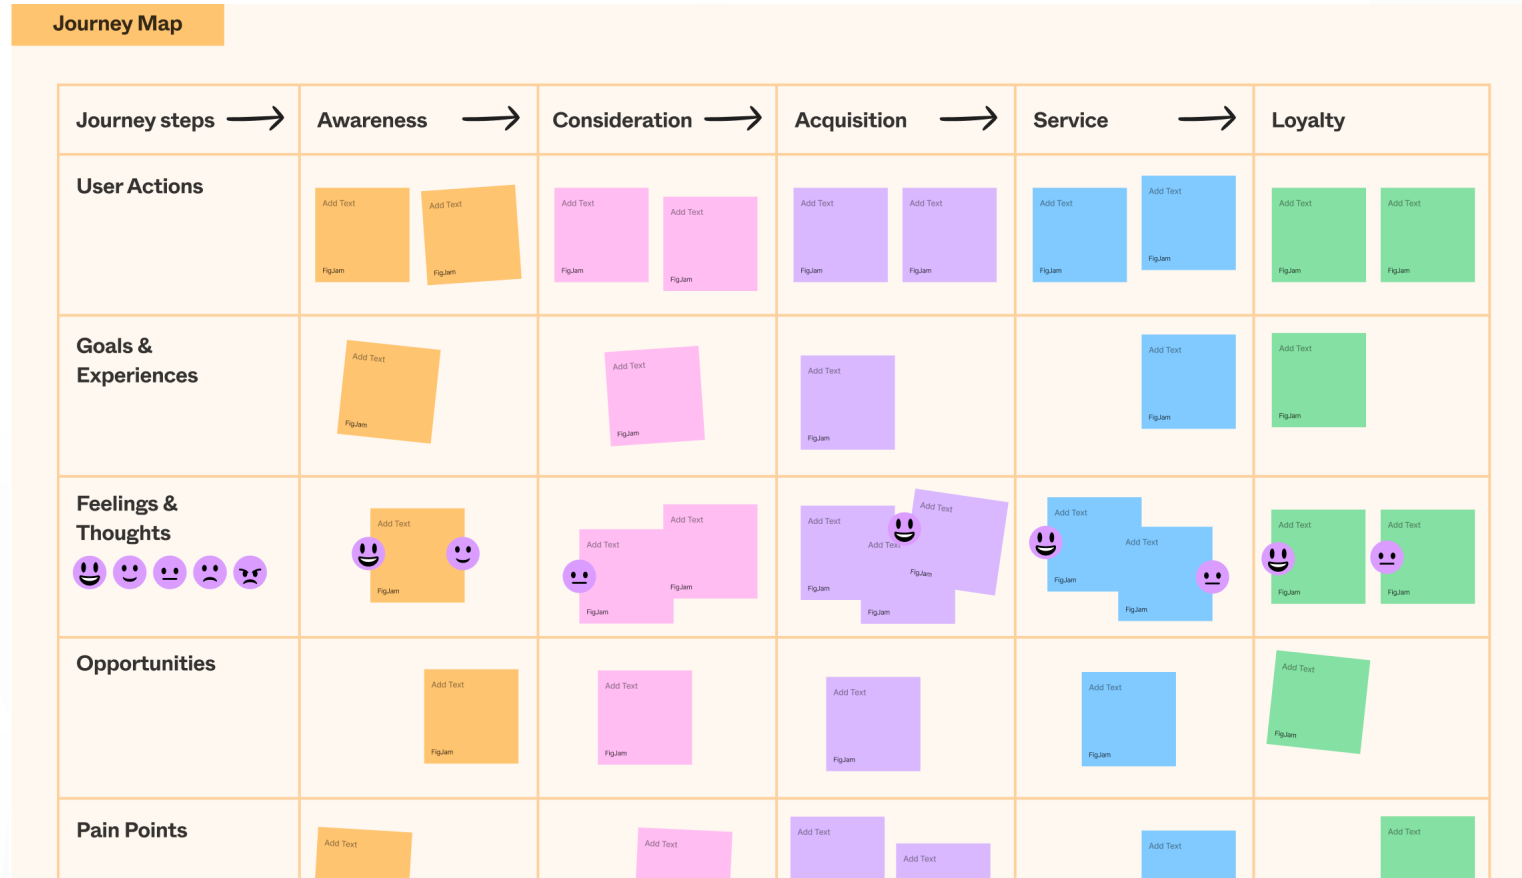 Journey Map
Journey steps Awareness Consideration Acquisition Service Loyalty
User Actions
Add Text Add Text Add Text Add Text Add Text Add Text Add Text Add Text Add Text Add Text
FigJam FigJam FigJam FigJam FigJam FigJam FigJam FigJam FigJam FigJam
Goals &
Experiences
Add Text Add Text Add Text Add Text Add Text
FigJam FigJam FigJam FigJam FigJam
Feelings &
Thoughts
Add Text Add Text Add Text Add Text Add Text Add Text Add Text Add Text Add Text Add Text
FigJam FigJam FigJam FigJam FigJam FigJam FigJam FigJam FigJam FigJam
Opportunities
Add Text Add Text Add Text Add Text Add Text
FigJam FigJam FigJam FigJam FigJam
Pain Points
Add Text Add Text Add Text Add Text Add Text Add Text